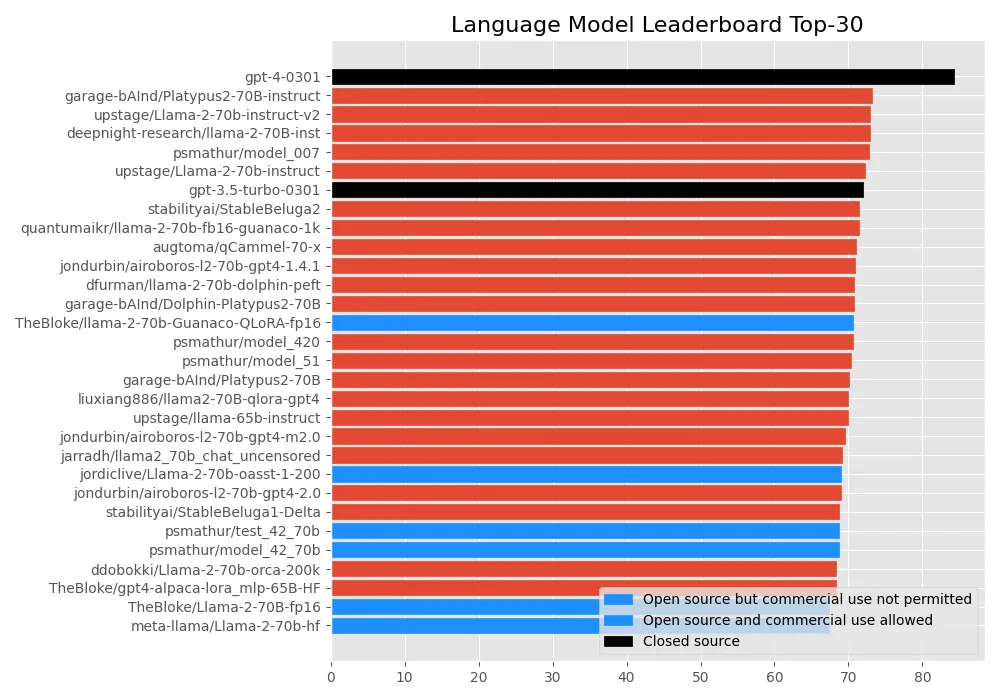 Language Model Leaderboard Top-30
gpt-4-0301
garage-bAInd/Platypus2-70B-instruct
upstage/Llama-2-70b-instruct-v2
deepnight-research/llama-2-70B-inst
psmathur/model_007
upstage/Llama-2-70b-instruct
gpt-3.5-turbo-0301
stabilityai/StableBeluga2
quantumaikr/llama-2-70b-fb16-guanaco-1k
augtoma/qCammel-70-x
jondurbin/airoboros-l2-70b-gpt4-1.4.1
dfurman/llama-2-70b-dolphin-peft
garage-bAInd/Dolphin-Platypus2-70B
TheBloke/llama-2-70b-Guanaco-QLoRA-fp16
psmathur/model_420
psmathur/model_51
garage-bAInd/Platypus2-70B
liuxiang886/llama2-70B-qlora-gpt4
upstage/llama-65b-instruct
jondurbin/airoboros-l2-70b-gpt4-m2.0
jarradh/llama2_70b_chat_uncensored
jordiclive/Llama-2-70b-oasst-1-200
jondurbin/airoboros-l2-70b-gpt4-2.0
stabilityai/StableBeluga1-Delta
psmathur/test_42_70b
psmathur/model_42_70b
ddobokki/Llama-2-70b-orca-200k
TheBloke/gpt4-alpaca-lora_mlp-65B-HF
TheBloke/Llama-2-70B-fp16
meta-llama/Llama-2-70b-hf
Open source but commercial use not permitted
Open source and commercial use allowed
Closed source
0 10 20 30 40 50 60 70 80